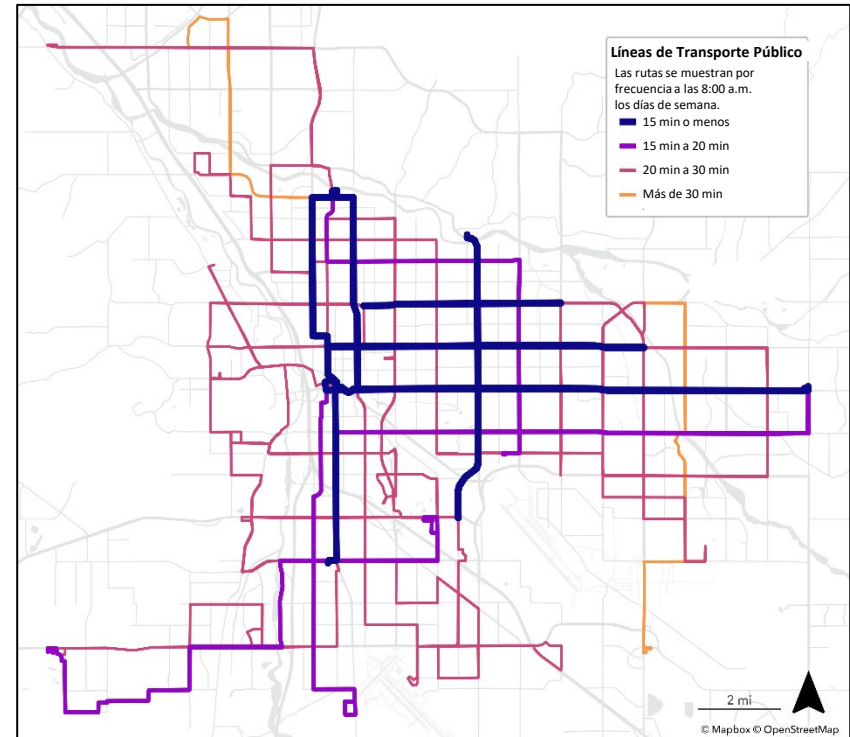 Líneas de Transporte Público
Las rutas se muestran por
frecuencia a las 8:00 a.m.
los días de semana.
15 min o menos
15 min a 20 min
20 min a 30 min
Más de 30 min
2 mi
© Mapbox © OpenStreetMap